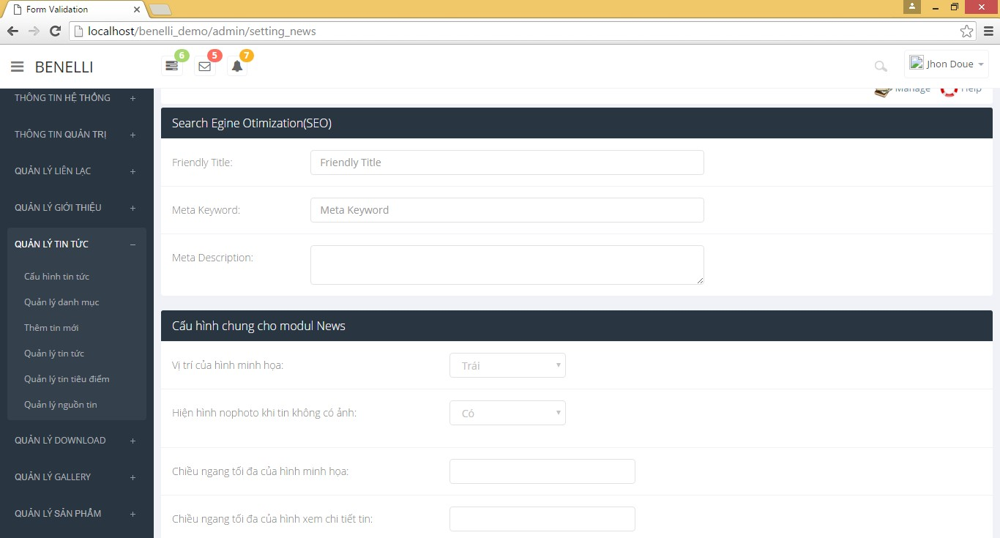 Form Validation
localhost/benelli_demo/admin/setting_news
BENELLI
6
5
7
Jhon Doue
Manage
Help
THÔNG TIN HỆ THỐNG
THÔNG TIN QUẢN TRỊ
QUẢN LÝ LIÊN LẠC
QUẢN LÝ GIỚI THIỆU
QUẢN LÝ TIN TỨC
Cấu hình tin tức
Quản lý danh mục
Thêm tin mới
Quản lý tin tức
Quản lý tin tiêu điểm
Quản lý nguồn tin
QUẢN LÝ DOWNLOAD
QUẢN LÝ GALLERY
QUẢN LÝ SẢN PHẨM
Search Egine Otimization(SEO)
Friendly Title:
Friendly Title
Meta Keyword:
Meta Keyword
Meta Description:
Cấu hình chung cho modul News
Vị trí của hình minh họa:
Trái
Hiện hình nophoto khi tin không có ảnh:
Có
Chiều ngang tối đa của hình minh họa:
Chiều ngang tối đa của hình xem chi tiết tin: